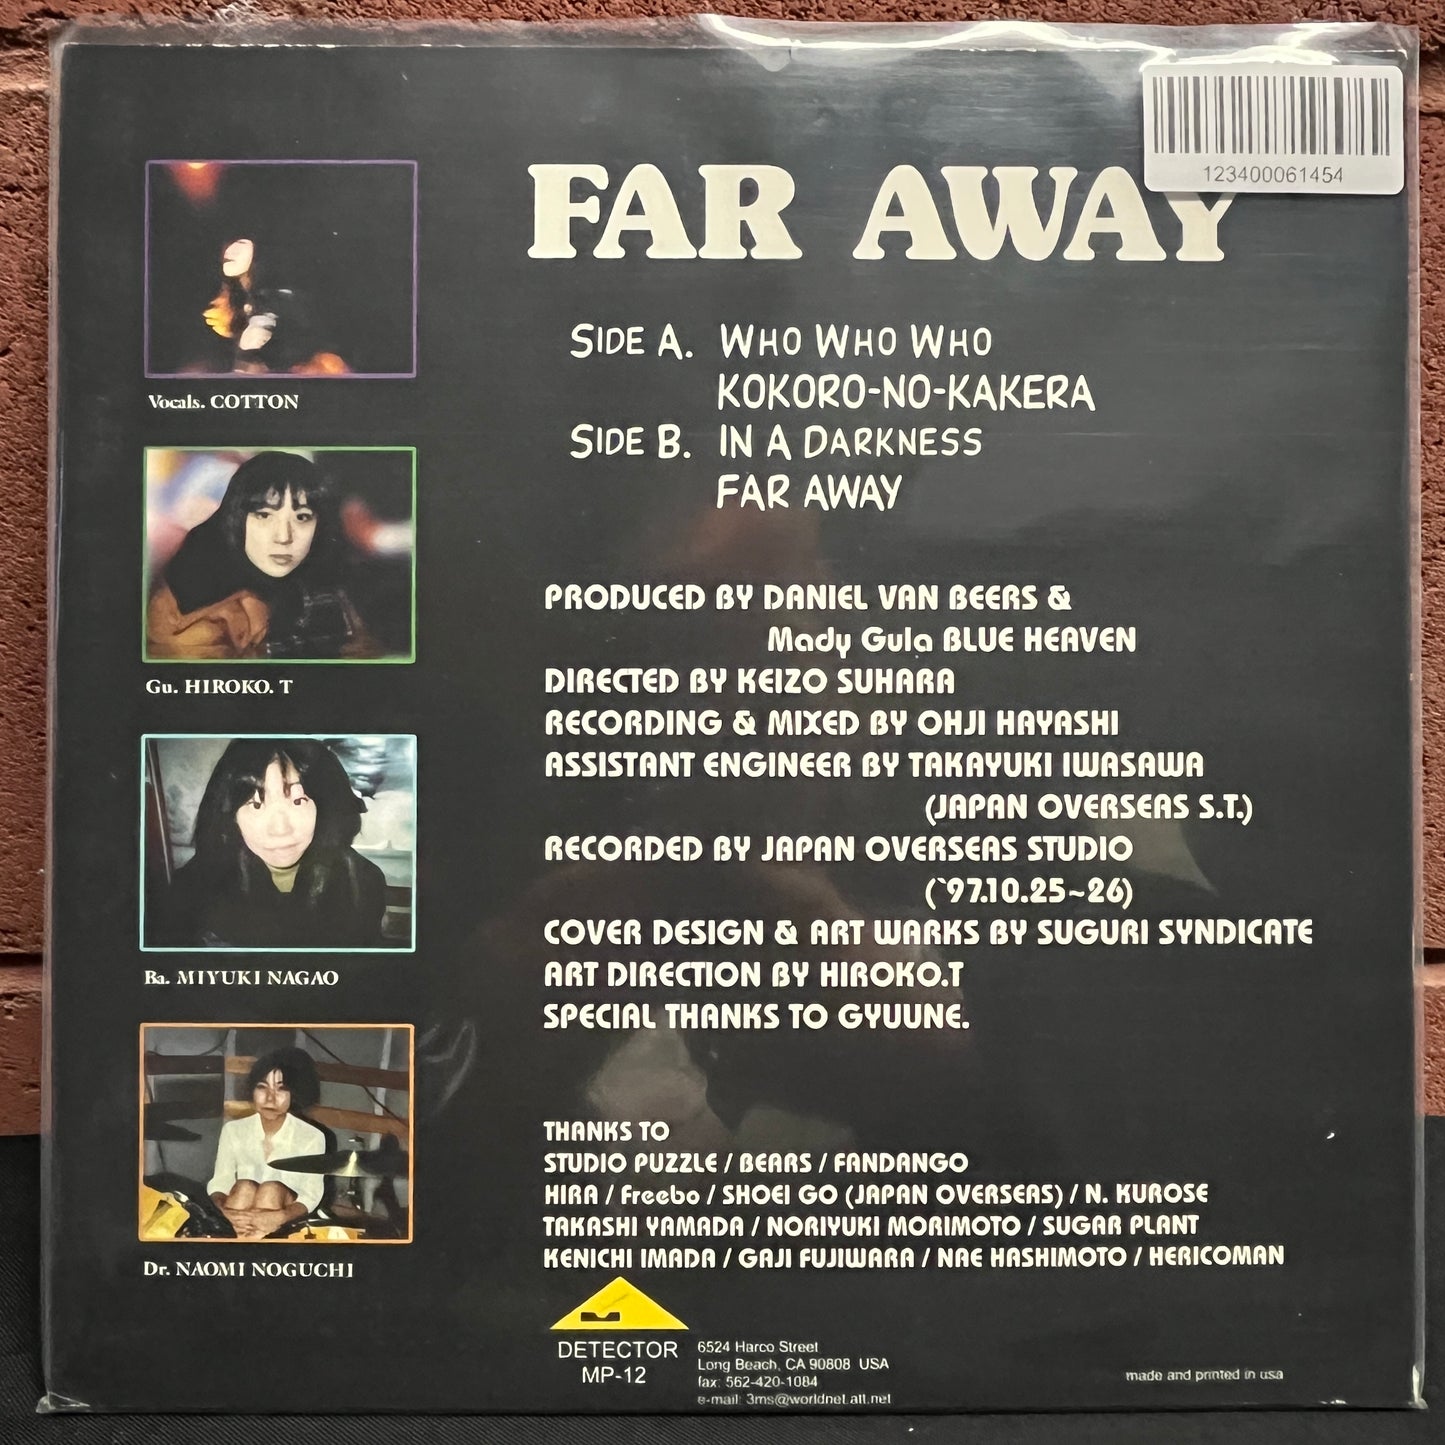 123400061454
FAR AWAY
SIDE A. WHO WHO WHO
KOKORO-NO-KAKERA
SIDE B. IN A DARKNESS
FAR AWAY
Vocals. COTTON
Gu. HIROKO. T
Ba. MIYUKI NAGAO
Dr. NAOMI NOGUCHI
PRODUCED BY DANIEL VAN BEERS &
Mady Gula BLUE HEAVEN
DIRECTED BY KEIZO SUHARA
RECORDING & MIXED BY OHJI HAYASHI
ASSISTANT ENGINEER BY TAKAYUKI IWASAWA
(JAPAN OVERSEAS S.T.)
RECORDED BY JAPAN OVERSEAS STUDIO
(`97.10.25~26)
COVER DESIGN & ART WARKS BY SUGURI SYNDICATE
ART DIRECTION BY HIROKO.T
SPECIAL THANKS TO GYUUNE.
THANKS TO
STUDIO PUZZLE / BEARS / FANDANGO
HIRA / Freebo / SHOEI GO (JAPAN OVERSEAS) / N. KUROSE
TAKASHI YAMADA / NORIYUKI MORIMOTO / SUGAR PLANT
KENICHI IMADA / GAJI FUJIWARA / NAE HASHIMOTO / HERICOMAN
DETECTOR
MP-12
6524 Harco Street
Long Beach, CA 90808 USA
fax: 562-420-1084
e-mail: 3ms@worldnet.att.net
made and printed in usa